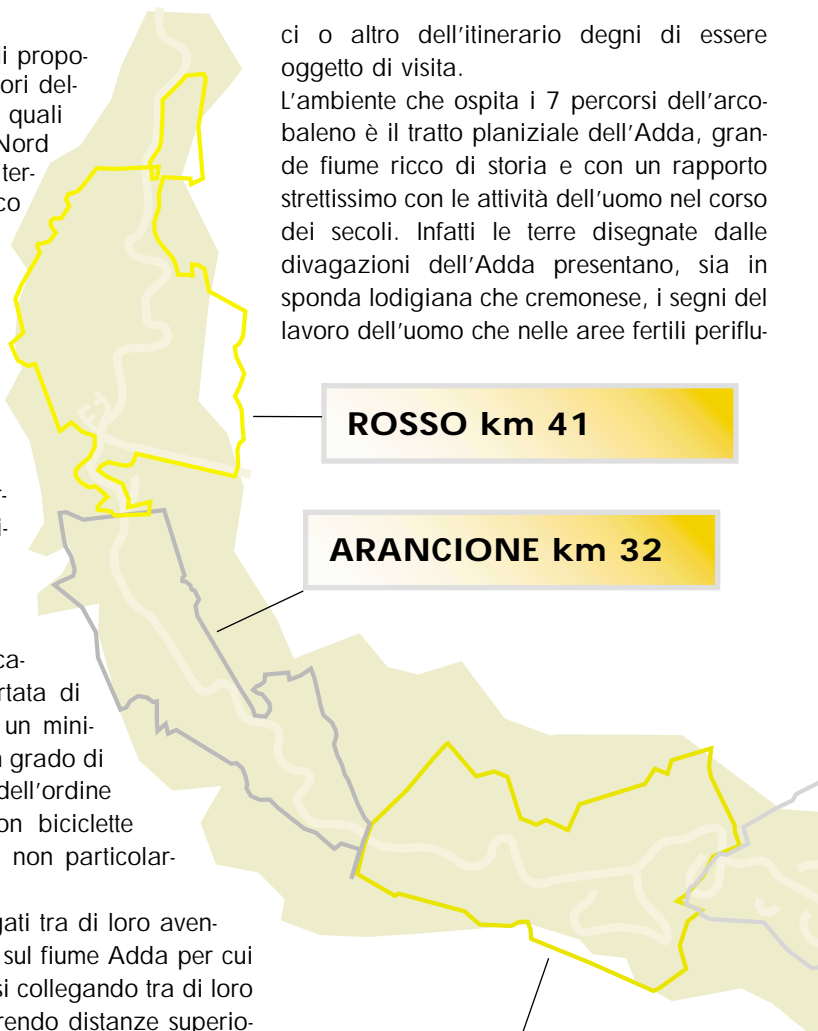 li propo-
ori del-
quali
Nord
ter-
co
r-
i-
ca-
rtata di
un mini-
grado di
dell'ordine
on biciclette
non particolar-
gati tra di loro aven-
sul fiume Adda per cui
si collegando tra di loro
rendo distanze superio-
ci o altro dell'itinerario degni di essere
oggetto di visita.
L'ambiente che ospita i 7 percorsi dell'arco-
baleno è il tratto planiziale dell'Adda, gran-
de fiume ricco di storia e con un rapporto
strettissimo con le attività dell'uomo nel corso
dei secoli. Infatti le terre disegnate dalle
divagazioni dell'Adda presentano, sia in
sponda lodigiana che cremonese, i segni del
lavoro dell'uomo che nelle aree fertili periflu-
ROSSO km 41
ARANCIONE km 32